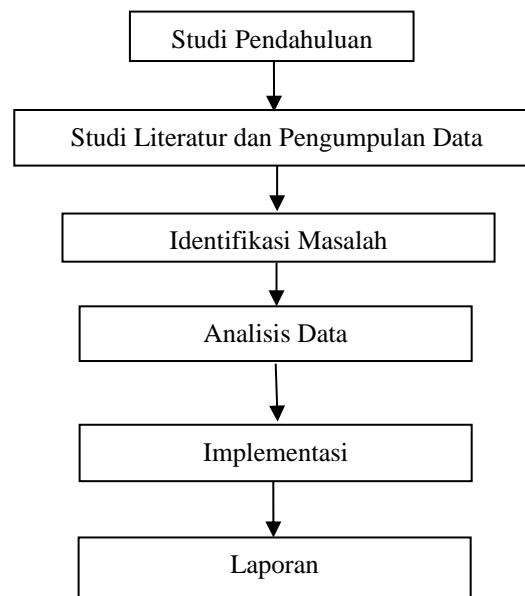 Studi Pendahuluan
Studi Literatur dan Pengumpulan Data
Identifikasi Masalah
Analisis Data
Implementasi
Laporan